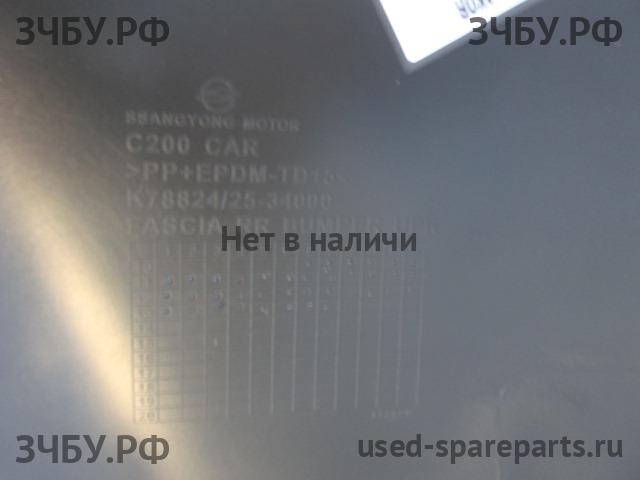 ЗЧБУ.РФ
ЗЧБУ.РФ
SSANGYONG MOTOR
C200 CAR
>PP+EPDM-TD15<
K78824/25-34000
FASCIA RR BUMPER
Нет в наличи
ЗЧБУ.РФ
used-spareparts.ru